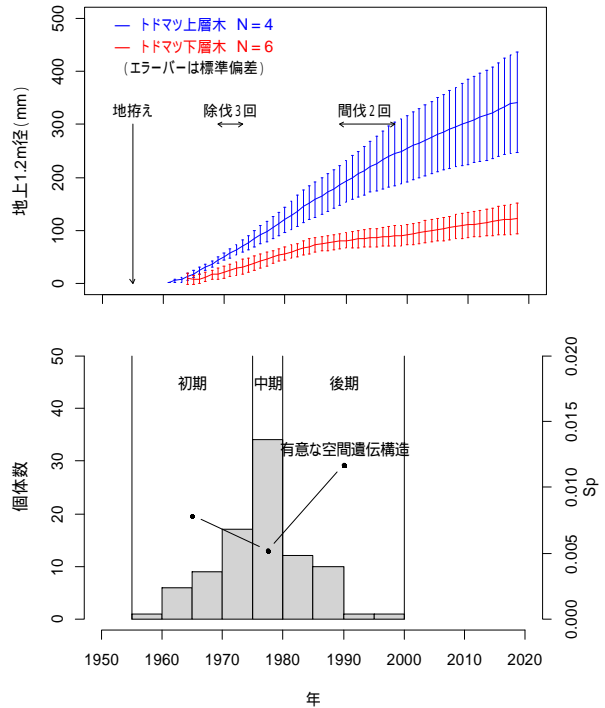 500
400
300
200
100
0
地上1.2m径(mm)
トドマツ上層木 N = 4
トドマツ下層木 N = 6
(エラーバーは標準偏差)
地拵え
除伐3回
間伐2回
50
40
30
20
10
0
個体数
初期
中期
後期
有意な空間遺伝構造
0.020
0.015
0.010
0.005
0.000
Sp
1950 1960 1970 1980 1990 2000 2010 2020
年